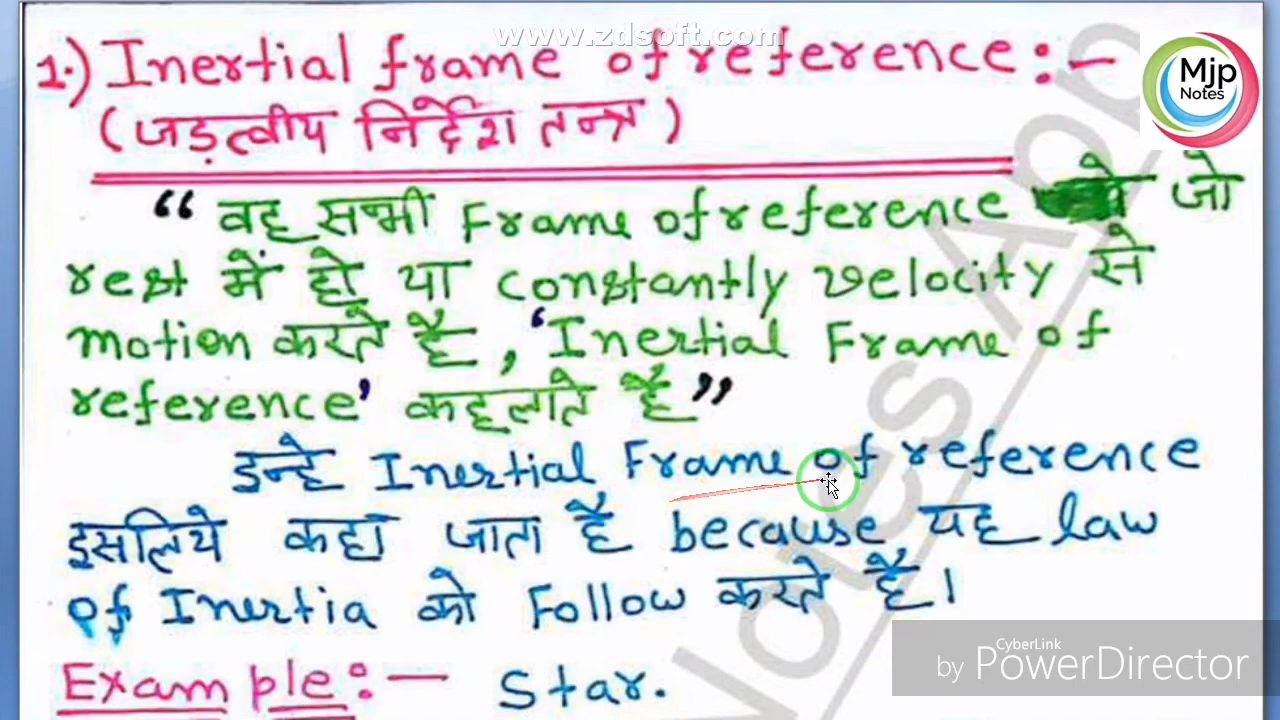 www.zdsoft.com
1.) Inertial frame of reference :-
(जड़त्वीय निर्देश तन्त्र)
Mjp
Notes
“ वह सभी Frame of reference जो
rest में हो या constantly velocity से
motion करते है, ‘Inertial Frame of
reference’ कहलाते है ”
इन्हे Inertial Frame of reference
इसलिये कहा जाता है because यह law
of Inertia को Follow करते है।
Example :- Star.
Notes App
CyberLink
by PowerDirector